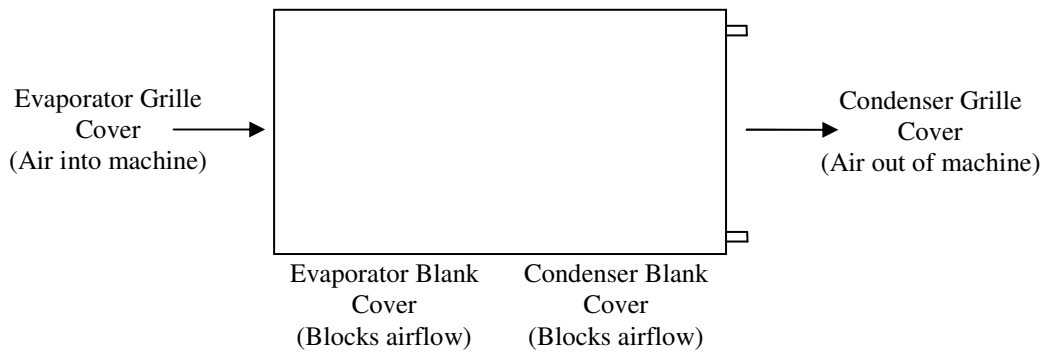 Evaporator Grille
Cover
(Air into machine)
Condenser Grille
Cover
(Air out of machine)
Evaporator Blank
Cover
(Blocks airflow)
Condenser Blank
Cover
(Blocks airflow)